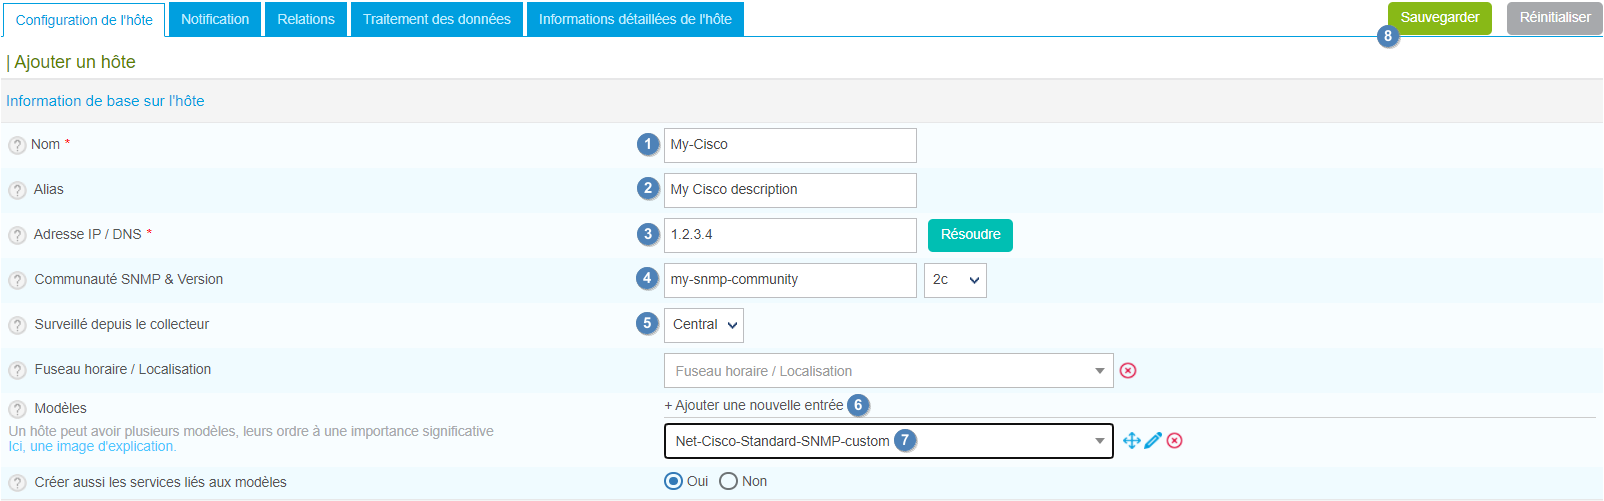 Configuration de l'hôte Notification Relations Traitement des données Informations détaillées de l'hôte Sauvegarder Réinitialiser
8
| Ajouter un hôte
Information de base sur l'hôte
? Nom * 1 My-Cisco
? Alias 2 My Cisco description
? Adresse IP / DNS * 3 1.2.3.4 Résoudre
? Communauté SNMP & Version 4 my-snmp-community 2c
? Surveillé depuis le collecteur 5 Central
? Fuseau horaire / Localisation Fuseau horaire / Localisation
? Modèles + Ajouter une nouvelle entrée 6
Un hôte peut avoir plusieurs modèles, leurs ordre à une importance significative
Ici, une image d'explication. Net-Cisco-Standard-SNMP-custom 7
? Créer aussi les services liés aux modèles Oui Non